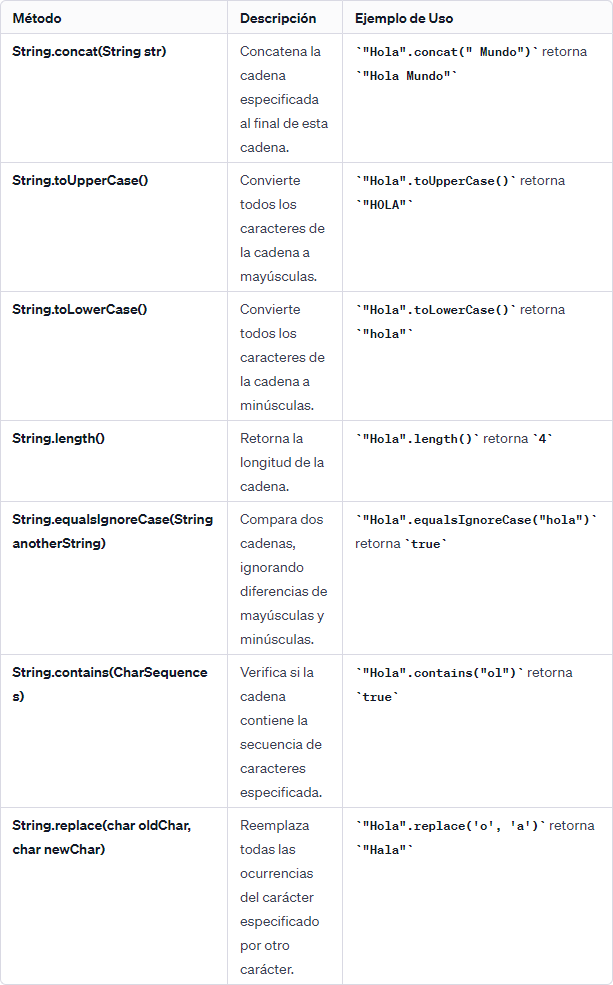 Método Descripción Ejemplo de Uso
String.concat(String str)
Concatena la
cadena
especificada
al final de esta
cadena.
`"Hola".concat(" Mundo")` retorna
`"Hola Mundo"`
String.toUpperCase()
Convierte
todos los
caracteres de
la cadena a
mayúsculas.
`"Hola".toUpperCase()` retorna
`"HOLA"`
String.toLowerCase()
Convierte
todos los
caracteres de
la cadena a
minúsculas.
`"Hola".toLowerCase()` retorna
`"hola"`
String.length()
Retorna la
longitud de la
cadena.
`"Hola".length()` retorna `4`
String.equalsIgnoreCase(String
anotherString)
Compara dos
cadenas,
ignorando
diferencias de
mayúsculas y
minúsculas.
`"Hola".equalsIgnoreCase("hola")`
retorna `true`
String.contains(CharSequence
s)
Verifica si la
cadena
contiene la
secuencia de
caracteres
especificada.
`"Hola".contains("ol")` retorna
`true`
String.replace(char oldChar,
char newChar)
Reemplaza
todas las
ocurrencias
del carácter
especificado
por otro
carácter.
`"Hola".replace('o', 'a')` retorna
`"Hala"`